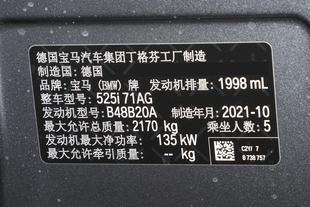 德国宝马汽车集团丁格芬工厂制造
制造国：德国
品牌：宝马 (BMW) 牌 发动机排量：1998 mL
整车型号：525i 71AG
发动机型号：B48B20A 制造年月：2021-10
最大允许总质量：2170 kg 乘坐人数：5
发动机最大净功率：135 kW
最大允许牵引质量：-- kg
C2Y7 7
8 738 757